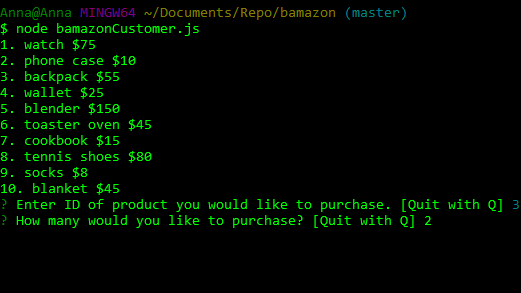 Anna@Anna MINGW64 ~/Documents/Repo/bamazon (master)
$ node bamazonCustomer.js
1. watch $75
2. phone case $10
3. backpack $55
4. wallet $25
5. blender $150
6. toaster oven $45
7. cookbook $15
8. tennis shoes $80
9. socks $8
10. blanket $45
? Enter ID of product you would like to purchase. [Quit with Q] 3
? How many would you like to purchase? [Quit with Q] 2